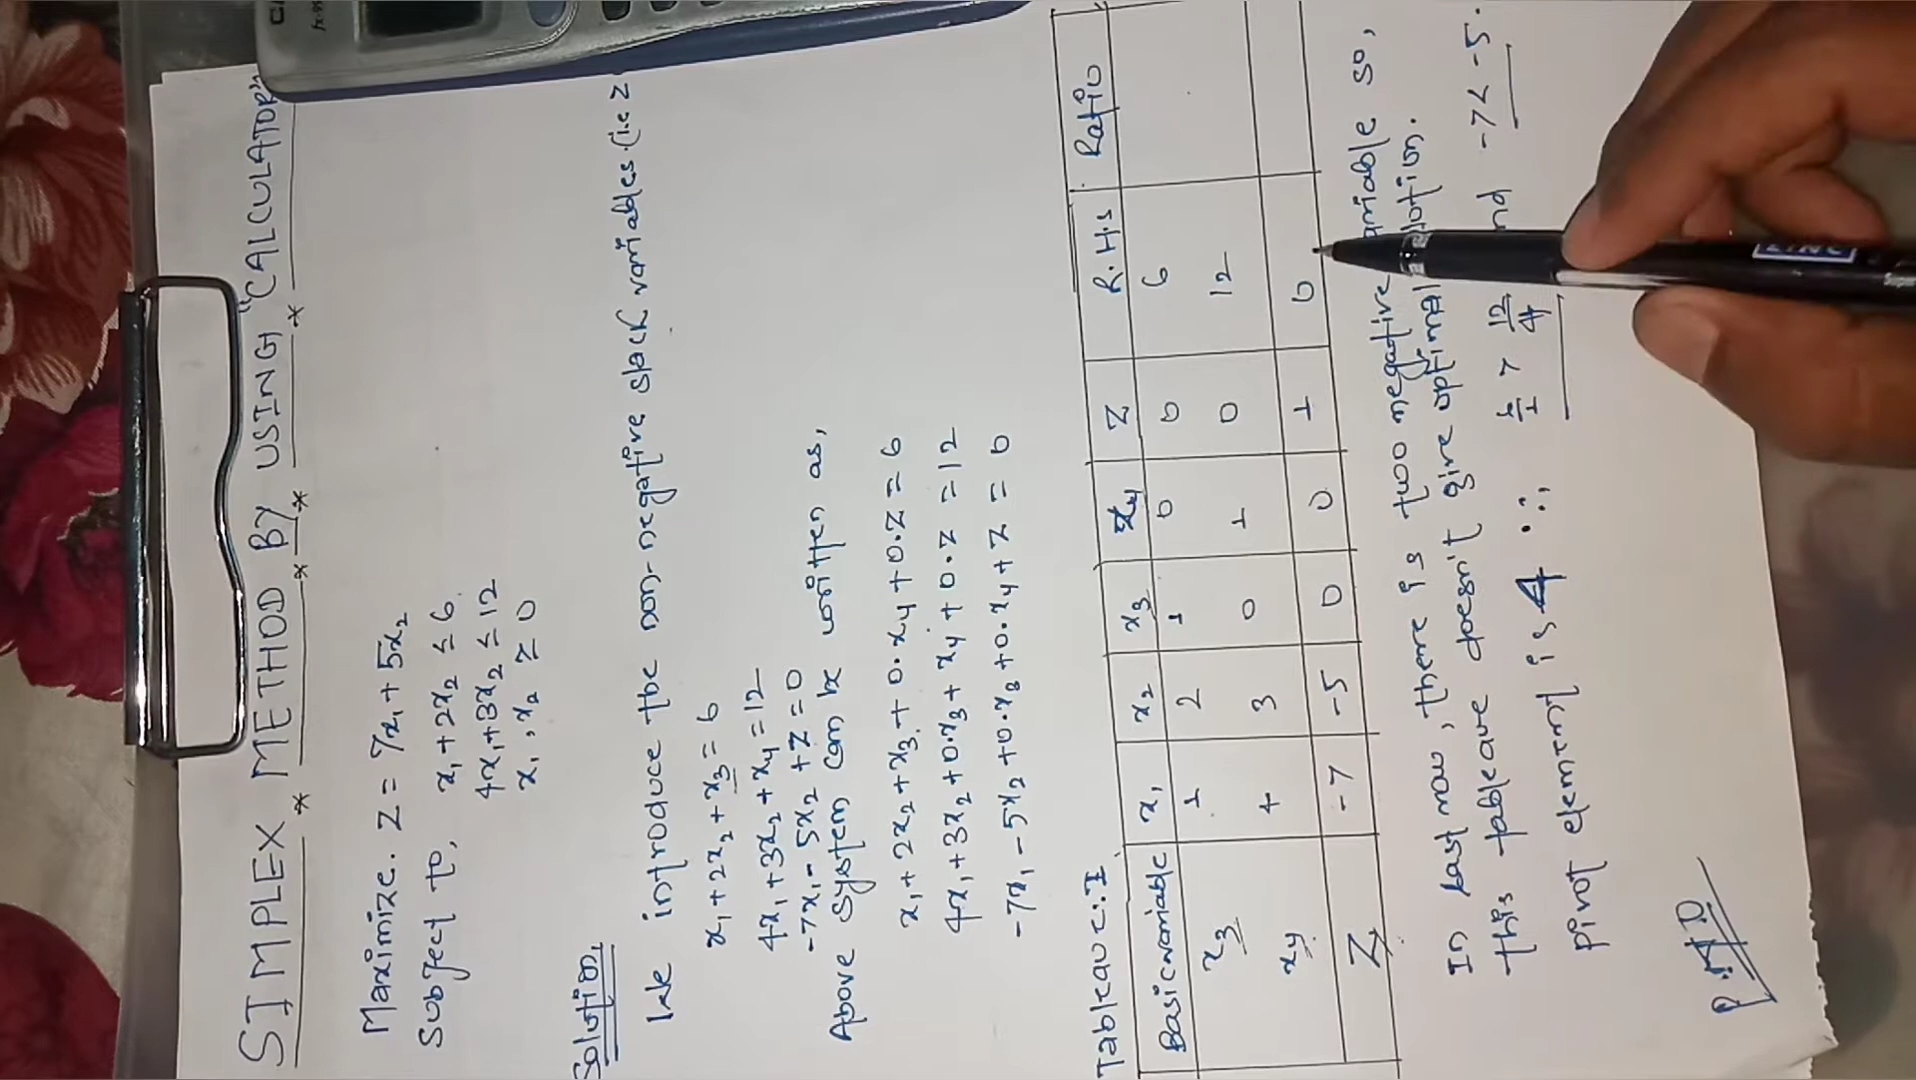 SIMPLEX METHOD BY USING "CALCULATOR"
Maximize. Z = 7x₁ + 5x₂
Subject to, x₁ + 2x₂ ≤ 6
4x₁ + 3x₂ ≤ 12
x₁, x₂ ≥ 0
Solution,
introduce the non-negative slack variables. (i.e z
x₁ + 2x₂ + x₃ = 6
4x₁ + 3x₂ + x₄ = 12
-7x₁ - 5x₂ + Z = 0
Above system can be written as,
x₁ + 2x₂ + x₃ + 0.x₄ + 0.Z = 6
4x₁ + 3x₂ + 0.x₃ + x₄ + 0.Z = 12
-7x₁ - 5x₂ + 0.x₃ + 0.x₄ + Z = 0
Tableauc: I
Basic variable x₁ x₂ x₃ x₄ Z R.H.S Ratio
x₃ 1 2 1 0 0 6
x₄ 4 3 0 1 0 12
Z -7 -5 0 0 1 0
In last row, there is two negative variable so,
this tableaue doesn't give optimal solution.
Pivot element is 4 ∵ 6/1 > 12/4 and -7 < -5.
P.T.O